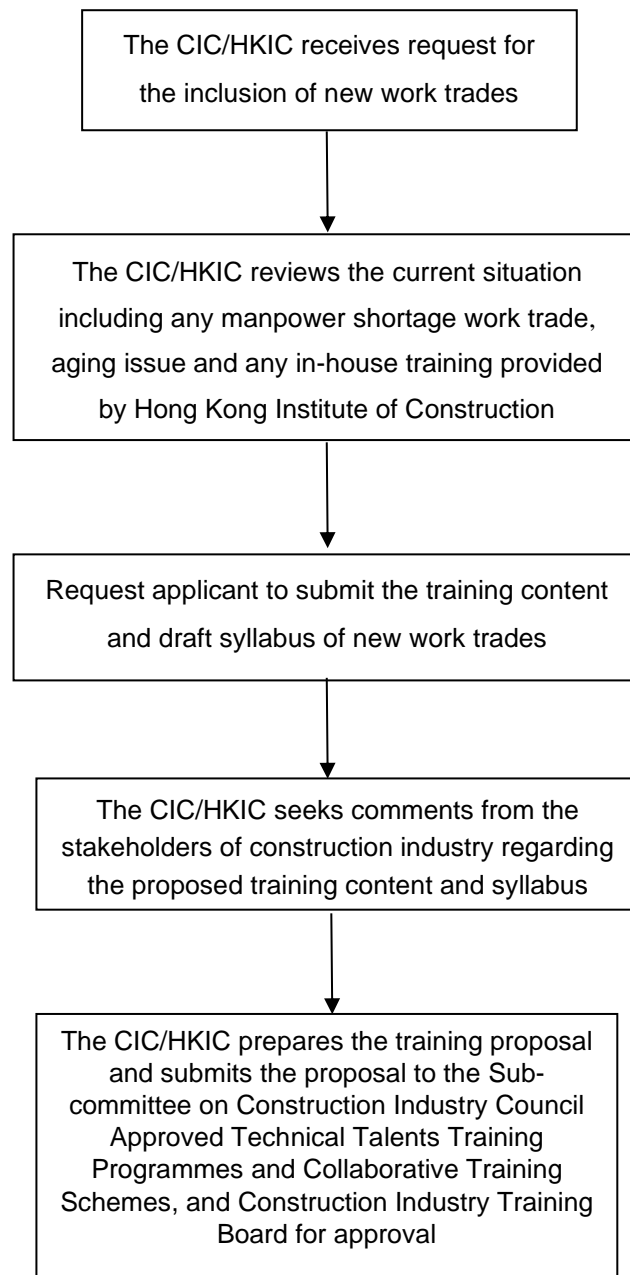 The CIC/HKIC receives request for
the inclusion of new work trades
The CIC/HKIC reviews the current situation
including any manpower shortage work trade,
aging issue and any in-house training provided
by Hong Kong Institute of Construction
Request applicant to submit the training content
and draft syllabus of new work trades
The CIC/HKIC seeks comments from the
stakeholders of construction industry regarding
the proposed training content and syllabus
The CIC/HKIC prepares the training proposal
and submits the proposal to the Sub-
committee on Construction Industry Council
Approved Technical Talents Training
Programmes and Collaborative Training
Schemes, and Construction Industry Training
Board for approval